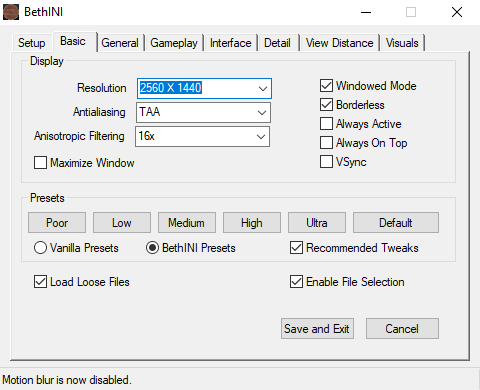 BethINI
Setup Basic General Gameplay Interface Detail View Distance Visuals
Display
Resolution 2560 X 1440 Windowed Mode
Antialiasing TAA Borderless
Always Active
Anisotropic Filtering 16x Always On Top
Maximize Window VSync
Presets
Poor Low Medium High Ultra Default
Vanilla Presets BethINI Presets Recommended Tweaks
Load Loose Files Enable File Selection
Save and Exit Cancel
Motion blur is now disabled.